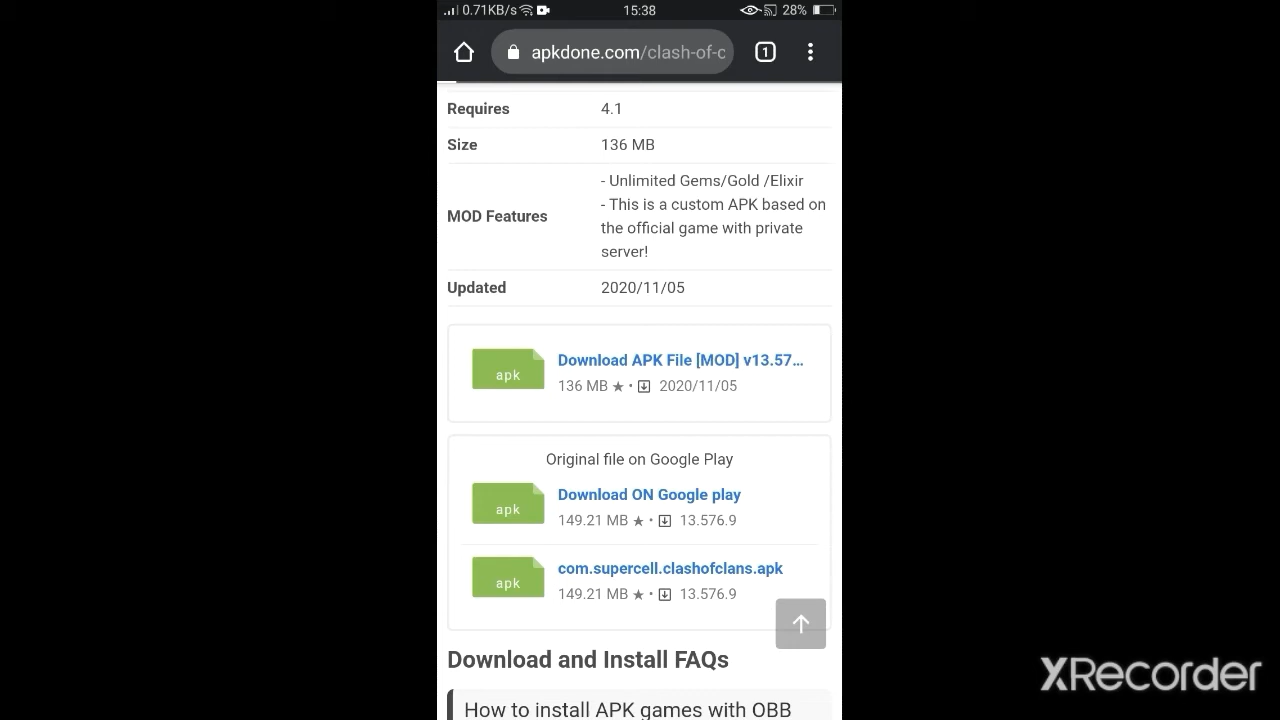 0.71KB/s 15:38 28%
apkdone.com/clash-of-c 1
Requires 4.1
Size 136 MB
- Unlimited Gems/Gold /Elixir
- This is a custom APK based on
MOD Features
the official game with private
server!
Updated 2020/11/05
apk
Download APK File [MOD] v13.57...
136 MB ★ • 2020/11/05
Original file on Google Play
apk
Download ON Google play
149.21 MB ★ • 13.576.9
apk
com.supercell.clashofclans.apk
149.21 MB ★ • 13.576.9
Download and Install FAQs
How to install APK games with OBB
XRecorder